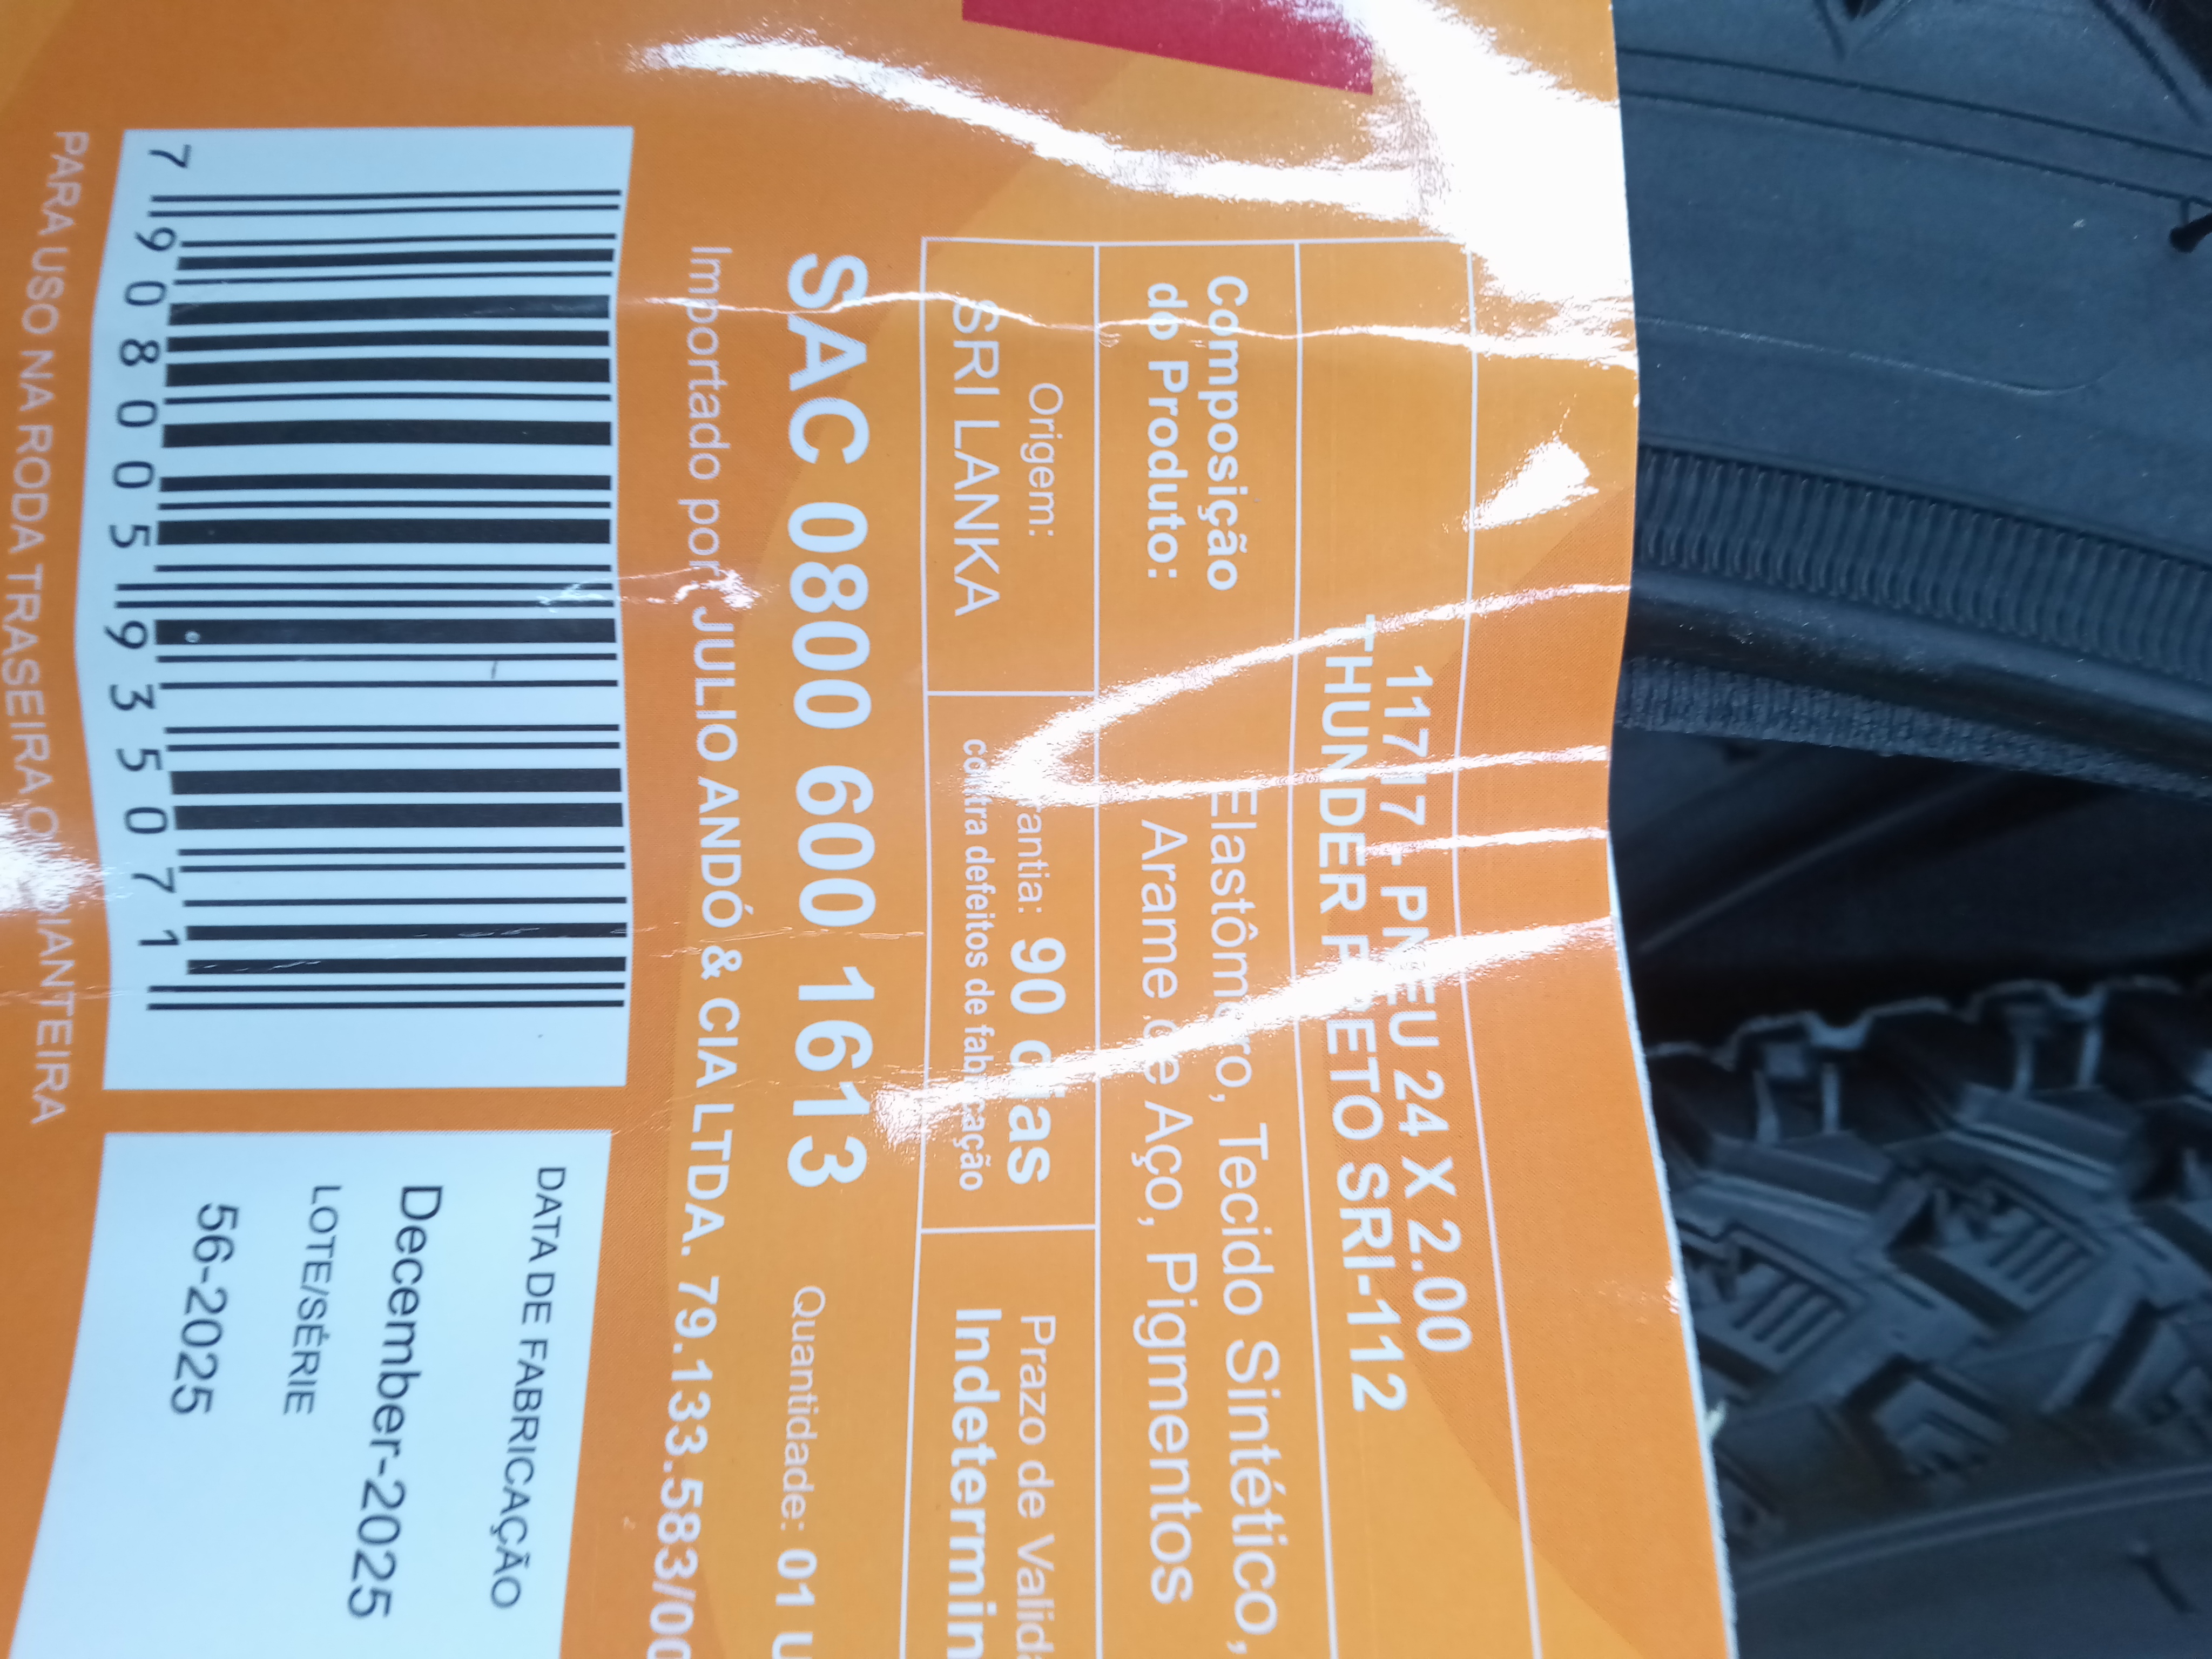 11717 - PNEU 24 X 2.00
THUNDER PRETO SRI-112
Composição
do Produto:
Elastômero, Tecido Sintético,
Arame de Aço, Pigmentos
Origem:
SRI LANKA
antia: 90 dias
contra defeitos de fabricação
Prazo de Valid
Indetermin
SAC 0800 600 1613
Quantidade: 01 U
Importado por: JULIO ANDÓ & CIA LTDA. 79.133.583/00
7 908005 935071
DATA DE FABRICAÇÃO
December-2025
LOTE/SÉRIE
56-2025
PARA USO NA RODA TRASEIRA OU DIANTEIRA